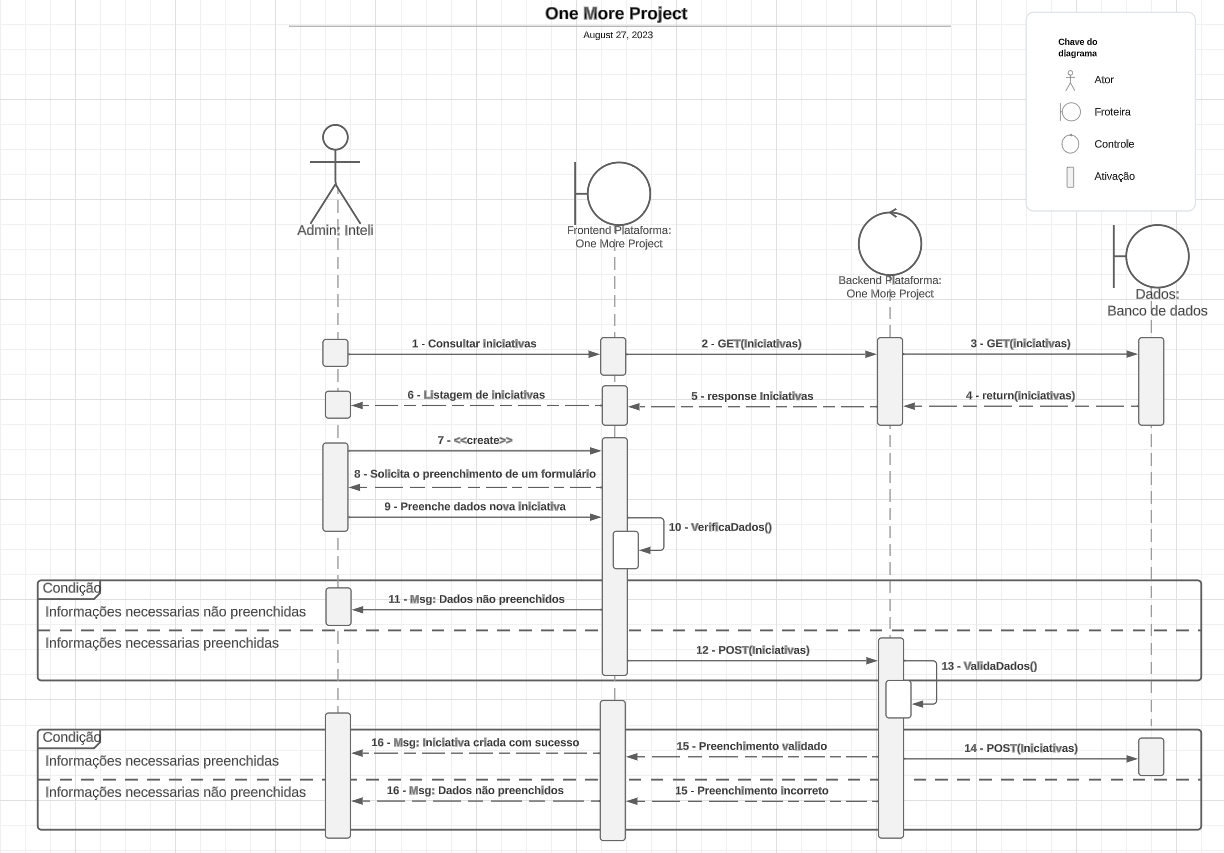 One More Project
August 27, 2023
Chave do
diagrama
Ator
Froteira
Controle
Ativação
Admin: Inteli
Frontend Plataforma:
One More Project
Backend Plataforma:
One More Project
Dados:
Banco de dados
1 - Consultar iniciativas
2 - GET(Iniciativas)
3 - GET(iniciativas)
6 - Listagem de iniciativas
5 - response Iniciativas
4 - return(iniciativas)
7 - <<create>>
8 - Solicita o preenchimento de um formulário
9 - Preenche dados nova iniciativa
10 - VerificaDados()
Condição
11 - Msg: Dados não preenchidos
Informações necessarias não preenchidas
Informações necessarias preenchidas
12 - POST(Iniciativas)
13 - ValidaDados()
Condição
16 - Msg: Iniciativa criada com sucesso
15 - Preenchimento validado
14 - POST(Iniciativas)
Informações necessarias preenchidas
Informações necessarias não preenchidas
16 - Msg: Dados não preenchidos
15 - Preenchimento incorreto